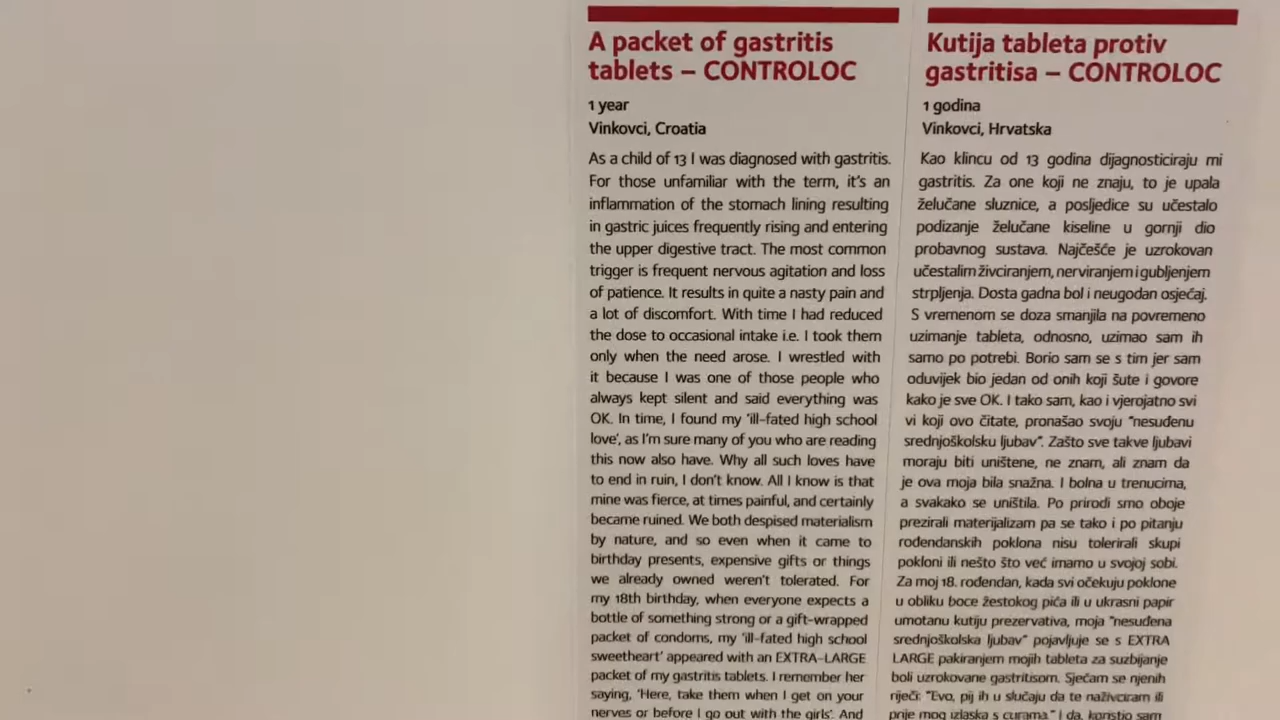 A packet of gastritis
tablets – CONTROLOC
1 year
Vinkovci, Croatia
As a child of 13 I was diagnosed with gastritis.
For those unfamiliar with the term, it's an
inflammation of the stomach lining resulting
in gastric juices frequently rising and entering
the upper digestive tract. The most common
trigger is frequent nervous agitation and loss
of patience. It results in quite a nasty pain and
a lot of discomfort. With time I had reduced
the dose to occasional intake i.e. I took them
only when the need arose. I wrestled with
it because I was one of those people who
always kept silent and said everything was
OK. In time, I found my 'ill-fated high school
love', as I'm sure many of you who are reading
this now also have. Why all such loves have
to end in ruin, I don't know. All I know is that
mine was fierce, at times painful, and certainly
became ruined. We both despised materialism
by nature, and so even when it came to
birthday presents, expensive gifts or things
we already owned weren't tolerated. For
my 18th birthday, when everyone expects a
bottle of something strong or a gift-wrapped
packet of condoms, my 'ill-fated high school
sweetheart' appeared with an EXTRA-LARGE
packet of my gastritis tablets. I remember her
saying, 'Here, take them when I get on your
nerves or before I go out with the girls'. And
Kutija tableta protiv
gastritisa – CONTROLOC
1 godina
Vinkovci, Hrvatska
Kao klincu od 13 godina dijagnosticiraju mi
gastritis. Za one koji ne znaju, to je upala
želučane sluznice, a posljedice su učestalo
podizanje želučane kiseline u gornji dio
probavnog sustava. Najčešće je uzrokovan
učestalim živciranjem, nerviranjem i gubljenjem
strpljenja. Dosta gadna bol i neugodan osjećaj.
S vremenom se doza smanjila na povremeno
uzimanje tableta, odnosno, uzimao sam ih
samo po potrebi. Borio sam se s tim jer sam
oduvijek bio jedan od onih koji šute i govore
kako je sve OK. I tako sam, kao i vjerojatno svi
vi koji ovo čitate, pronašao svoju "nesuđenu
srednjoškolsku ljubav". Zašto sve takve ljubavi
moraju biti uništene, ne znam, ali znam da
je ova moja bila snažna. I bolna u trenucima,
a svakako se uništila. Po prirodi smo oboje
prezirali materijalizam pa se tako i po pitanju
rođendanskih poklona nisu tolerirali skupi
pokloni ili nešto što već imamo u svojoj sobi.
Za moj 18. rođendan, kada svi očekuju poklone
u obliku boce žestokog pića ili u ukrasni papir
umotanu kutiju prezervativa, moja "nesuđena
srednjoškolska ljubav" pojavljuje se s EXTRA
LARGE pakiranjem mojih tableta za suzbijanje
boli uzrokovane gastritisom. Sjećam se njenih
riječi: "Evo, pij ih u slučaju da te naživciram ili
prije mog izlaska s curama." I da, koristio sam